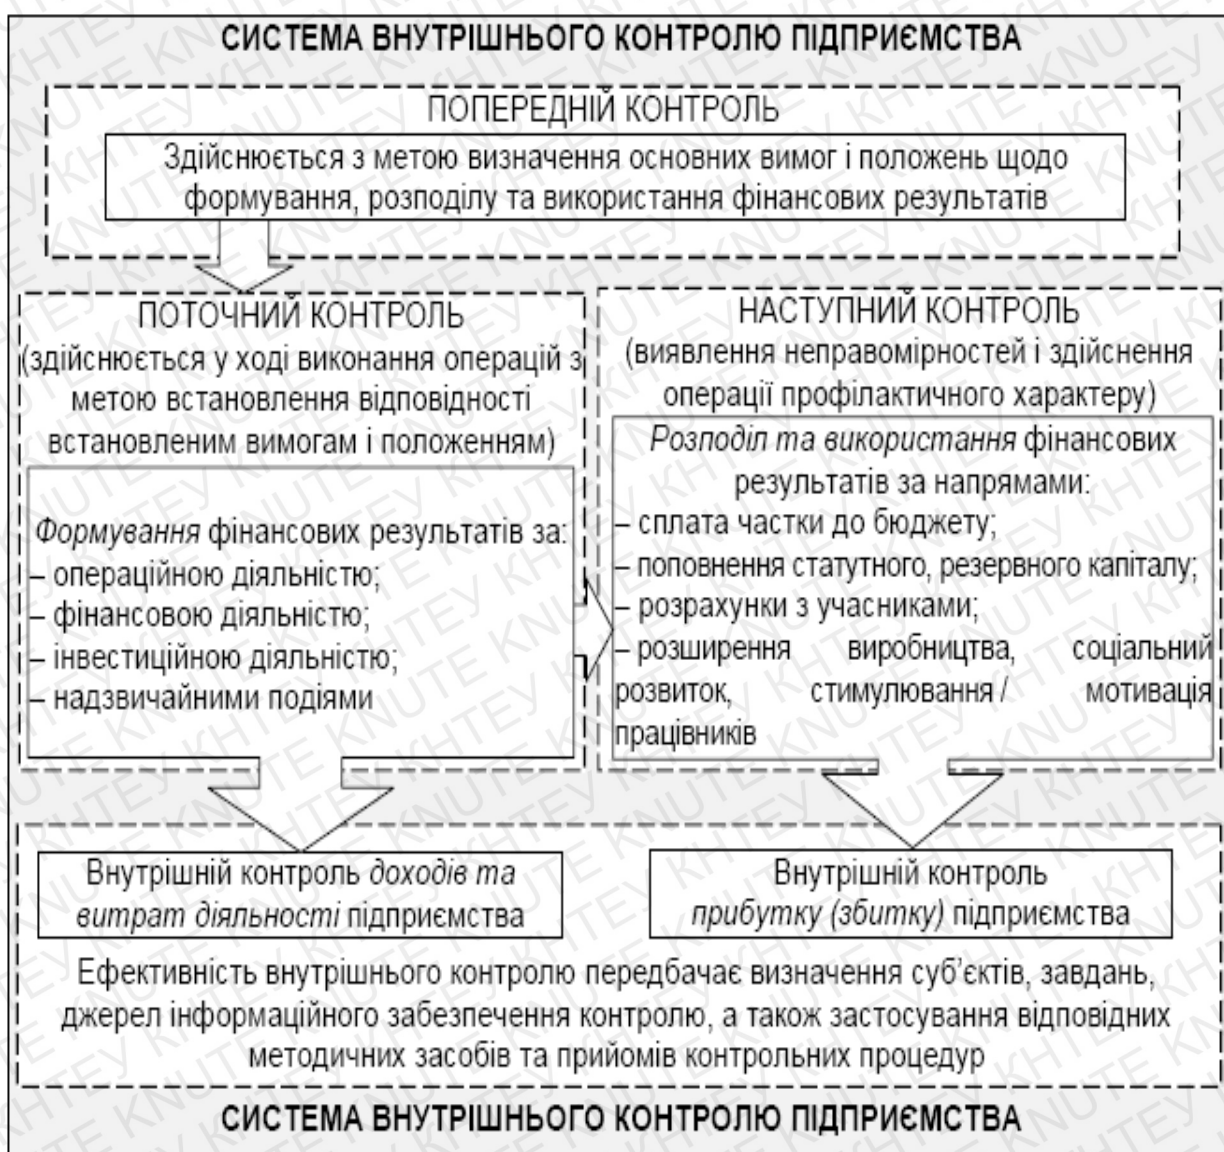 СИСТЕМА ВНУТРІШНЬОГО КОНТРОЛЮ ПІДПРИЄМСТВА
ПОПЕРЕДНІЙ КОНТРОЛЬ
Здійснюється з метою визначення основних вимог і положень щодо
формування, розподілу та використання фінансових результатів
ПОТОЧНИЙ КОНТРОЛЬ
(здійснюється у ході виконання операцій з
метою встановлення відповідності
встановленим вимогам і положенням)
Формування фінансових результатів за:
– операційною діяльністю;
– фінансовою діяльністю;
– інвестиційною діяльністю;
– надзвичайними подіями
НАСТУПНИЙ КОНТРОЛЬ
(виявлення неправомірностей і здійснення
операції профілактичного характеру)
Розподіл та використання фінансових
результатів за напрямами:
– сплата частки до бюджету;
– поповнення статутного, резервного капіталу;
– розрахунки з учасниками;
– розширення виробництва, соціальний
розвиток, стимулювання / мотивація
працівників
Внутрішній контроль доходів та
витрат діяльності підприємства
Внутрішній контроль
прибутку (збитку) підприємства
Ефективність внутрішнього контролю передбачає визначення суб’єктів, завдань,
джерел інформаційного забезпечення контролю, а також застосування відповідних
методичних засобів та прийомів контрольних процедур
СИСТЕМА ВНУТРІШНЬОГО КОНТРОЛЮ ПІДПРИЄМСТВА